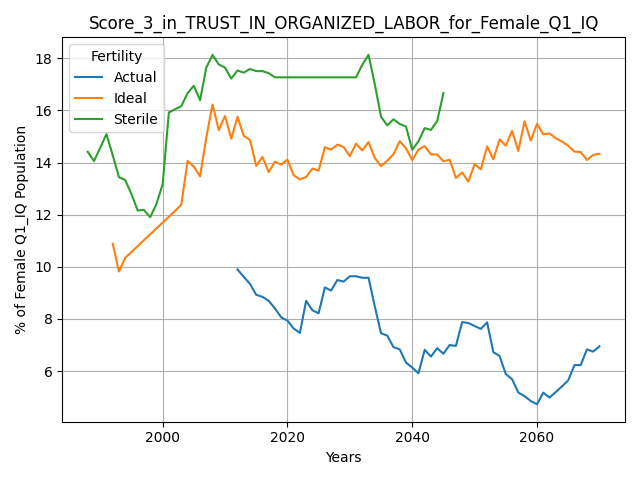 Score_3_in_TRUST_IN_ORGANIZED_LABOR_for_Female_Q1_IQ
Fertility
Actual
Ideal
Sterile
% of Female Q1_IQ Population
18
16
14
12
10
8
6
2000 2020 2040 2060
Years